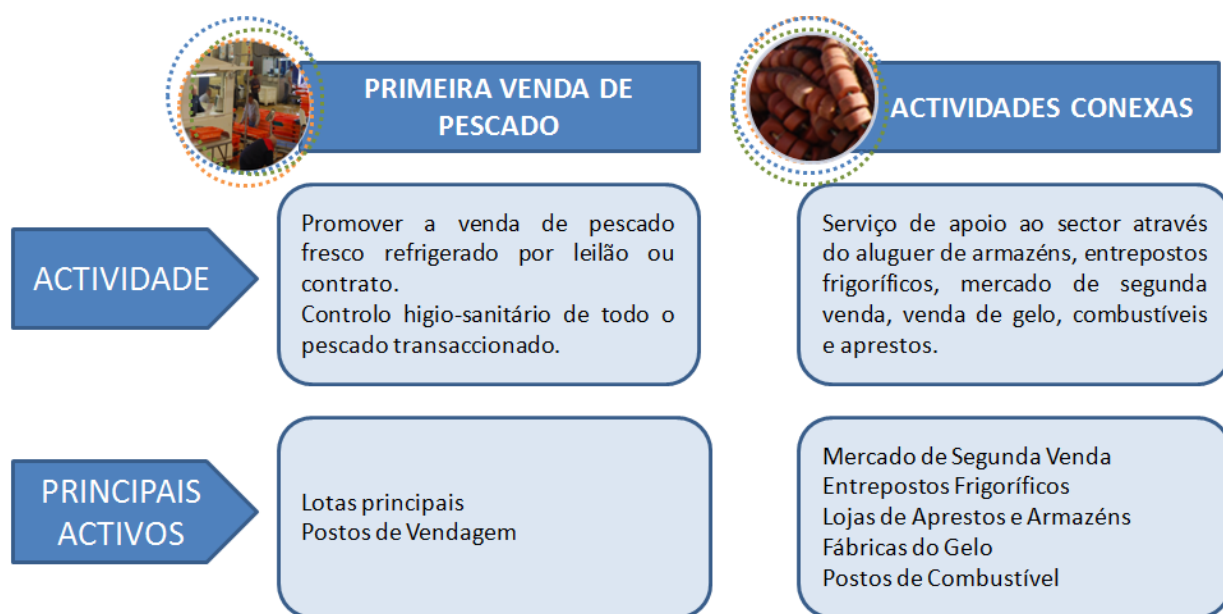 PRIMEIRA VENDA DE
PESCADO
ACTIVIDADES CONEXAS
ACTIVIDADE
Promover a venda de pescado
fresco refrigerado por leilão ou
contrato.
Controlo higio-sanitário de todo o
pescado transaccionado.
Serviço de apoio ao sector através
do aluguer de armazéns, entrepostos
frigoríficos, mercado de segunda
venda, venda de gelo, combustíveis
e aprestos.
PRINCIPAIS
ACTIVOS
Lotas principais
Postos de Vendagem
Mercado de Segunda Venda
Entrepostos Frigoríficos
Lojas de Aprestos e Armazéns
Fábricas do Gelo
Postos de Combustível